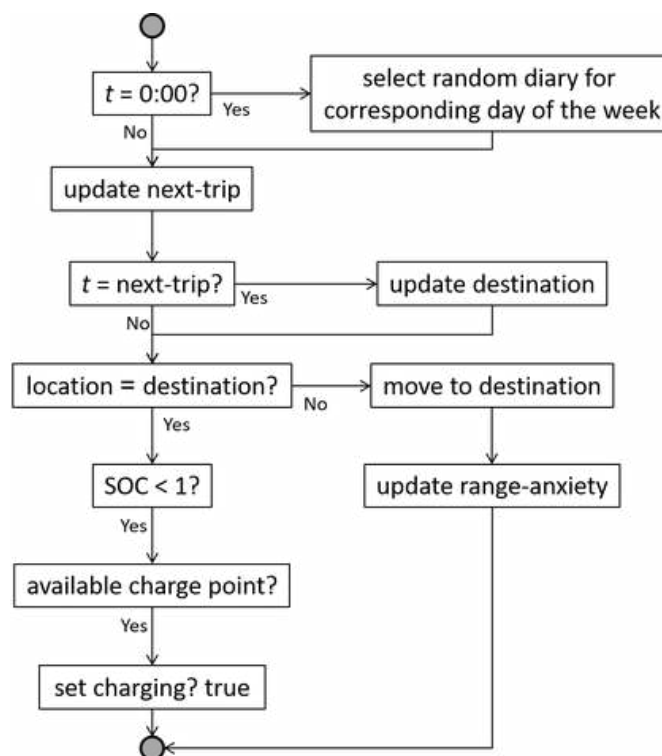 t = 0:00?
Yes
select random diary for
corresponding day of the week
No
update next-trip
t = next-trip?
Yes
update destination
No
location = destination?
No
move to destination
Yes
SOC < 1?
update range-anxiety
Yes
available charge point?
Yes
set charging? true